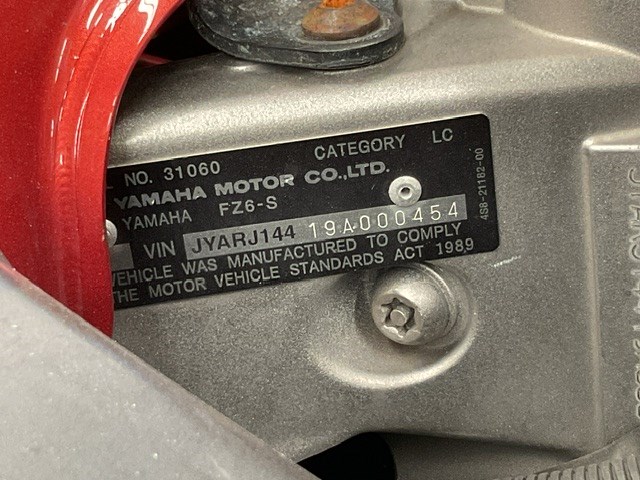 L NO. 31060 CATEGORY LC
YAMAHA MOTOR CO.,LTD.
YAMAHA FZ6-S
VIN JYARJ144 19A000454
VEHICLE WAS MANUFACTURED TO COMPLY
THE MOTOR VEHICLE STANDARDS ACT 1989
4S8-21182-00